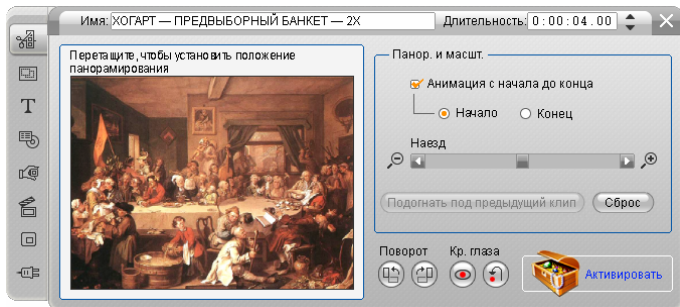 Имя: ХОГАРТ — ПРЕДВЫБОРНЫЙ БАНКЕТ — 2X
Длительность: 0:00:04.00
Перетащите, чтобы установить положение
панорамирования
Панор. и масшт.
Анимация с начала до конца
Начало
Конец
Наезд
Подогнать под предыдущий клип
Сброс
Поворот
Кр. глаза
Активировать
T